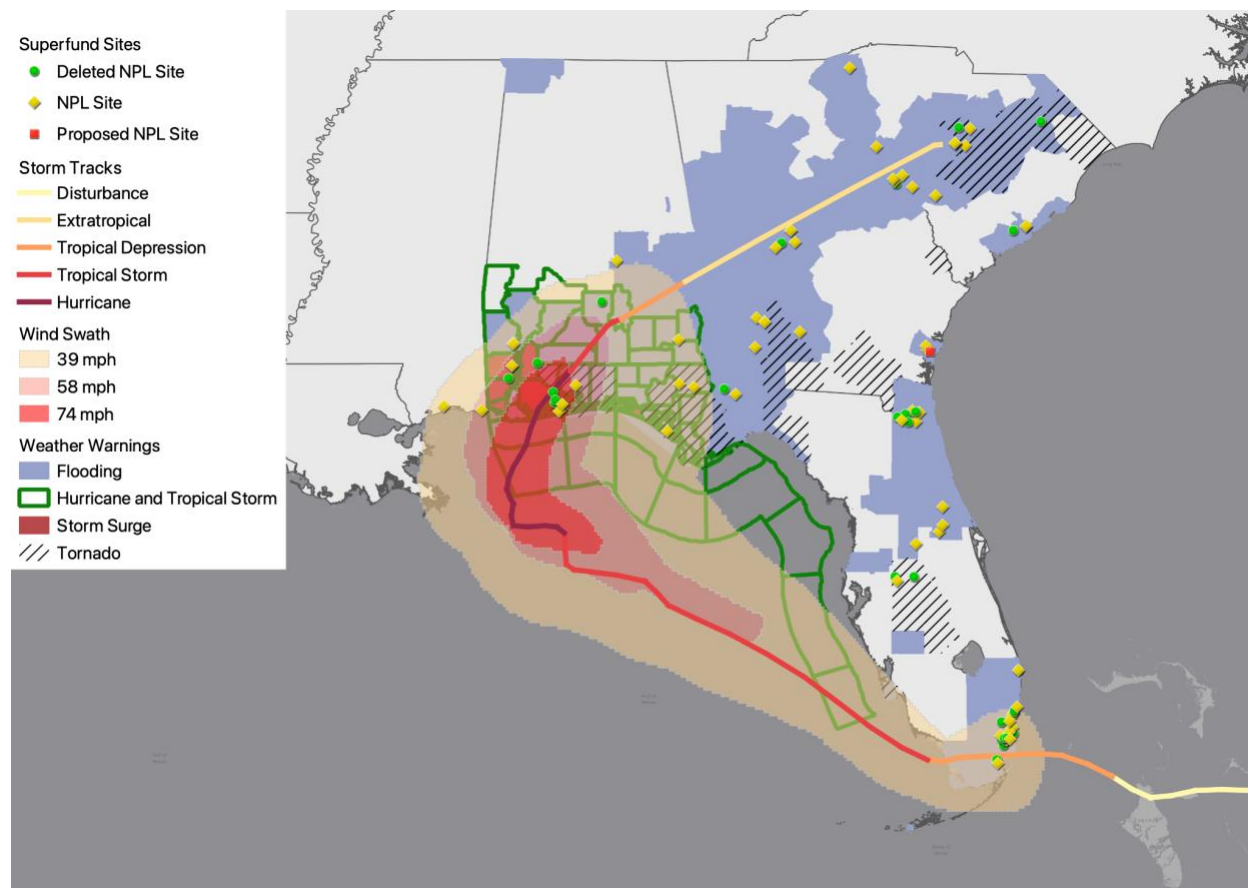 Superfund Sites
Deleted NPL Site
NPL Site
Proposed NPL Site
Storm Tracks
Disturbance
Extratropical
Tropical Depression
Tropical Storm
Hurricane
Wind Swath
39 mph
58 mph
74 mph
Weather Warnings
Flooding
Hurricane and Tropical Storm
Storm Surge
Tornado